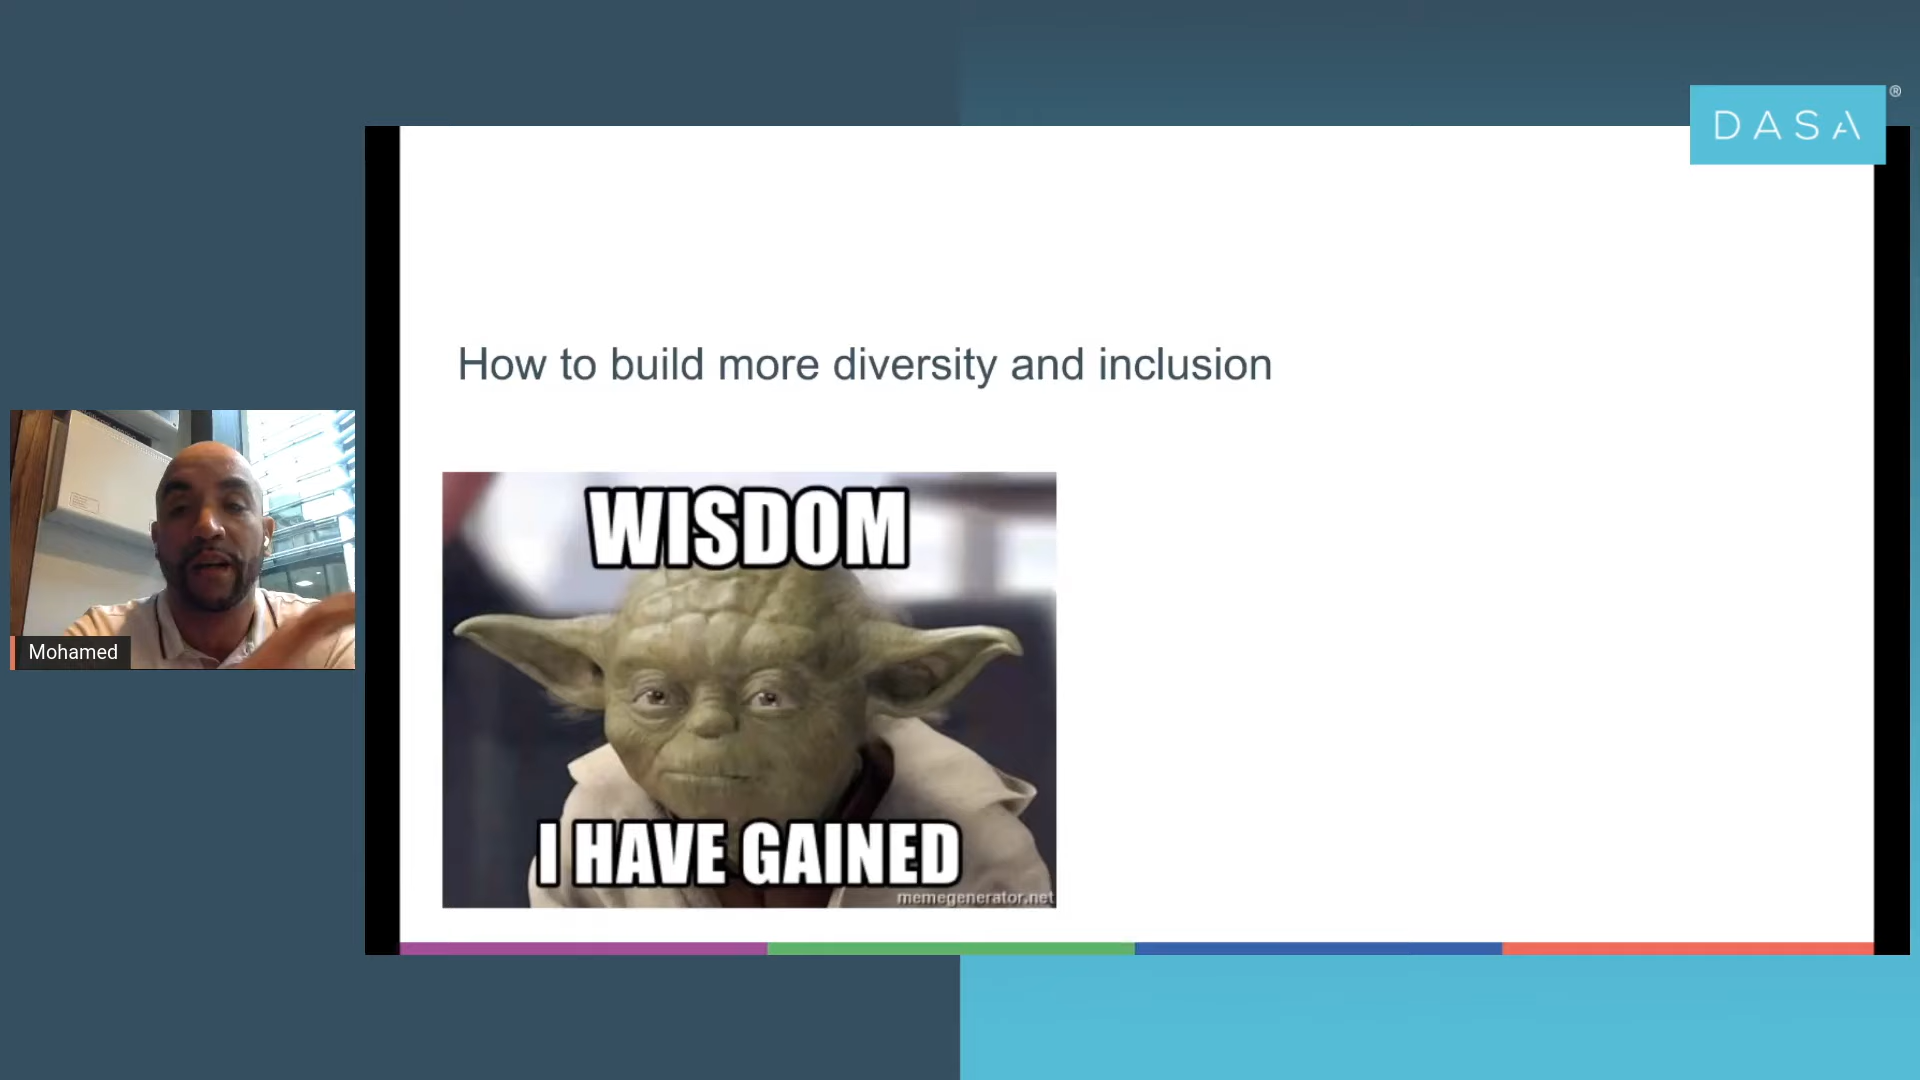 DASA®
How to build more diversity and inclusion
WISDOM
I HAVE GAINED
memegenerator.net
Mohamed